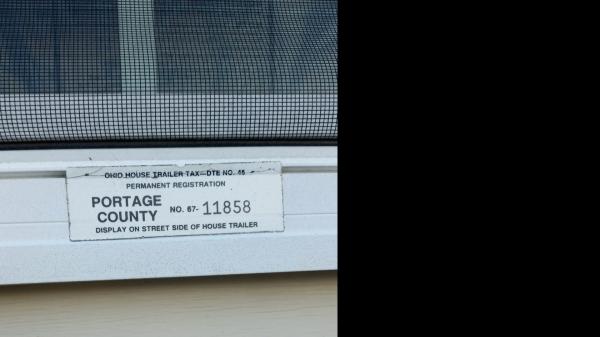 OHIO HOUSE TRAILER TAX—DTE NO. 46
PERMANENT REGISTRATION
PORTAGE COUNTY NO. 67- 11858
DISPLAY ON STREET SIDE OF HOUSE TRAILER